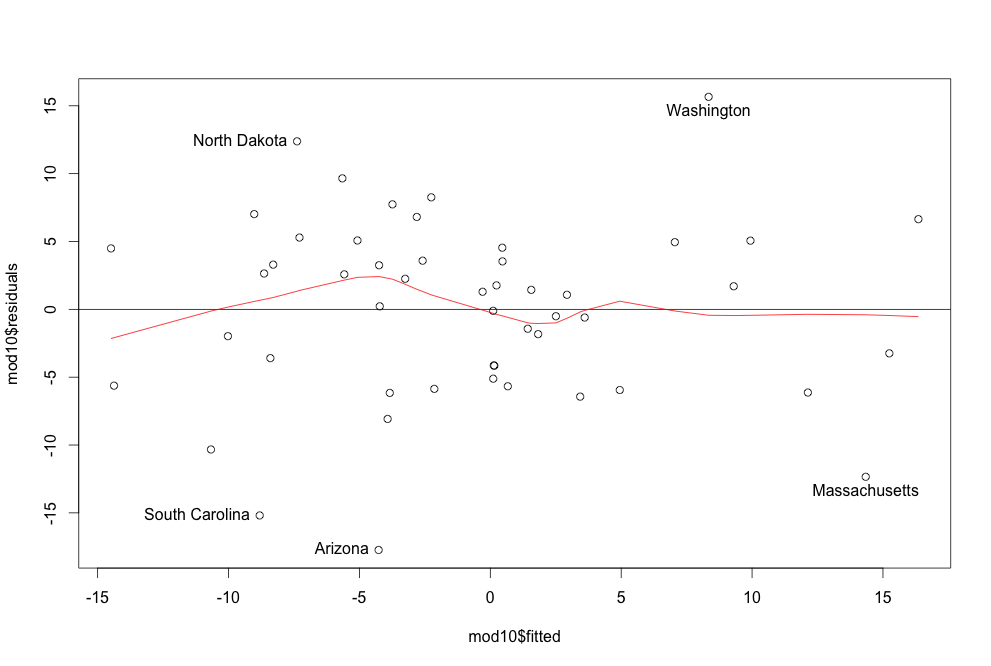 Washington
North Dakota
Massachusetts
South Carolina
Arizona
15
10
5
0
-5
-10
-15
mod10$residuals
-15 -10 -5 0 5 10 15
mod10$fitted